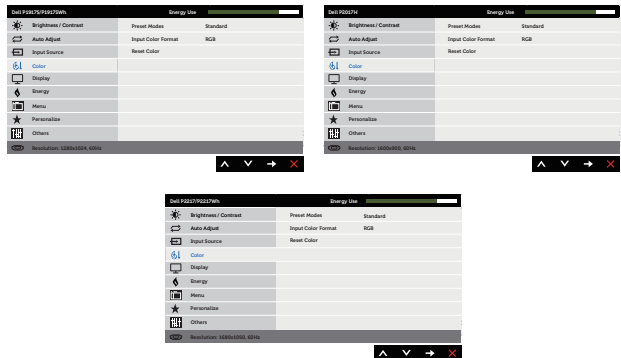 Dell P1917S/P1917SWh Energy Use
Brightness / Contrast Preset Modes Standard
Auto Adjust Input Color Format RGB
Input Source Reset Color
Color
Display
Energy
Menu
Personalize
Others
Resolution: 1280x1024, 60Hz
Dell P2017H Energy Use
Brightness / Contrast Preset Modes Standard
Auto Adjust Input Color Format RGB
Input Source Reset Color
Color
Display
Energy
Menu
Personalize
Others
Resolution: 1600x900, 60Hz
Dell P2217/P2217Wh Energy Use
Brightness / Contrast Preset Modes Standard
Auto Adjust Input Color Format RGB
Input Source Reset Color
Color
Display
Energy
Menu
Personalize
Others
Resolution: 1680x1050, 60Hz